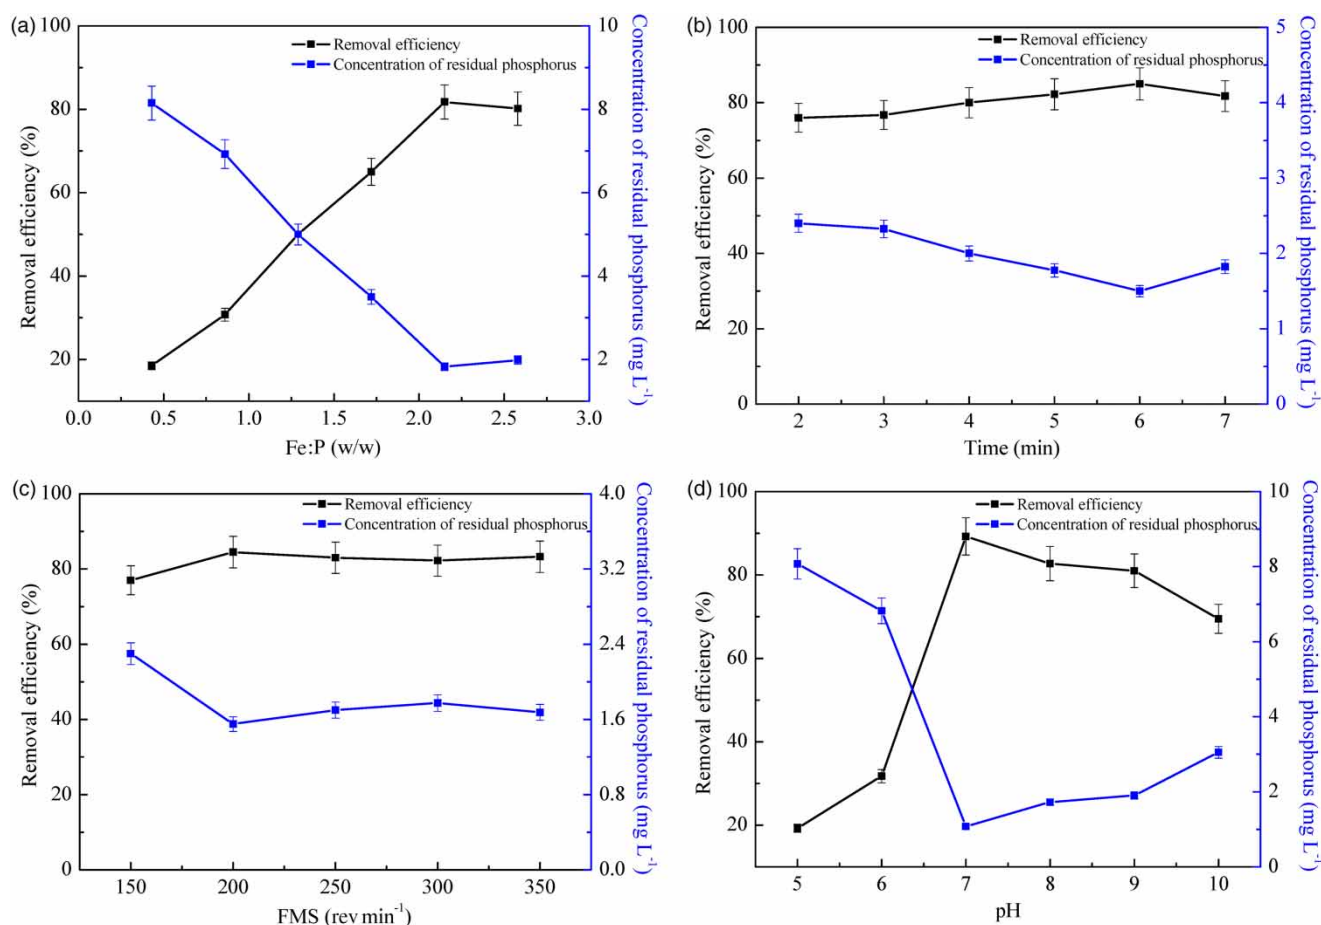 (a)
Removal efficiency
Concentration of residual phosphorus
100
80
60
40
20
Removal efficiency (%)
10
8
6
4
2
0
Concentration of residual phosphorus (mg L⁻¹)
0.0 0.5 1.0 1.5 2.0 2.5 3.0
Fe:P (w/w)
(b)
Removal efficiency
Concentration of residual phosphorus
100
80
60
40
20
0
Removal efficiency (%)
5
4
3
2
1
0
Concentration of residual phosphorus (mg L⁻¹)
2 3 4 5 6 7
Time (min)
(c)
Removal efficiency
Concentration of residual phosphorus
100
80
60
40
20
0
Removal efficiency (%)
4.0
3.2
2.4
1.6
0.8
0.0
Concentration of residual phosphorus (mg L⁻¹)
150 200 250 300 350
FMS (rev min⁻¹)
(d)
Removal efficiency
Concentration of residual phosphorus
100
80
60
40
20
Removal efficiency (%)
10
8
6
4
2
0
Concentration of residual phosphorus (mg L⁻¹)
5 6 7 8 9 10
pH